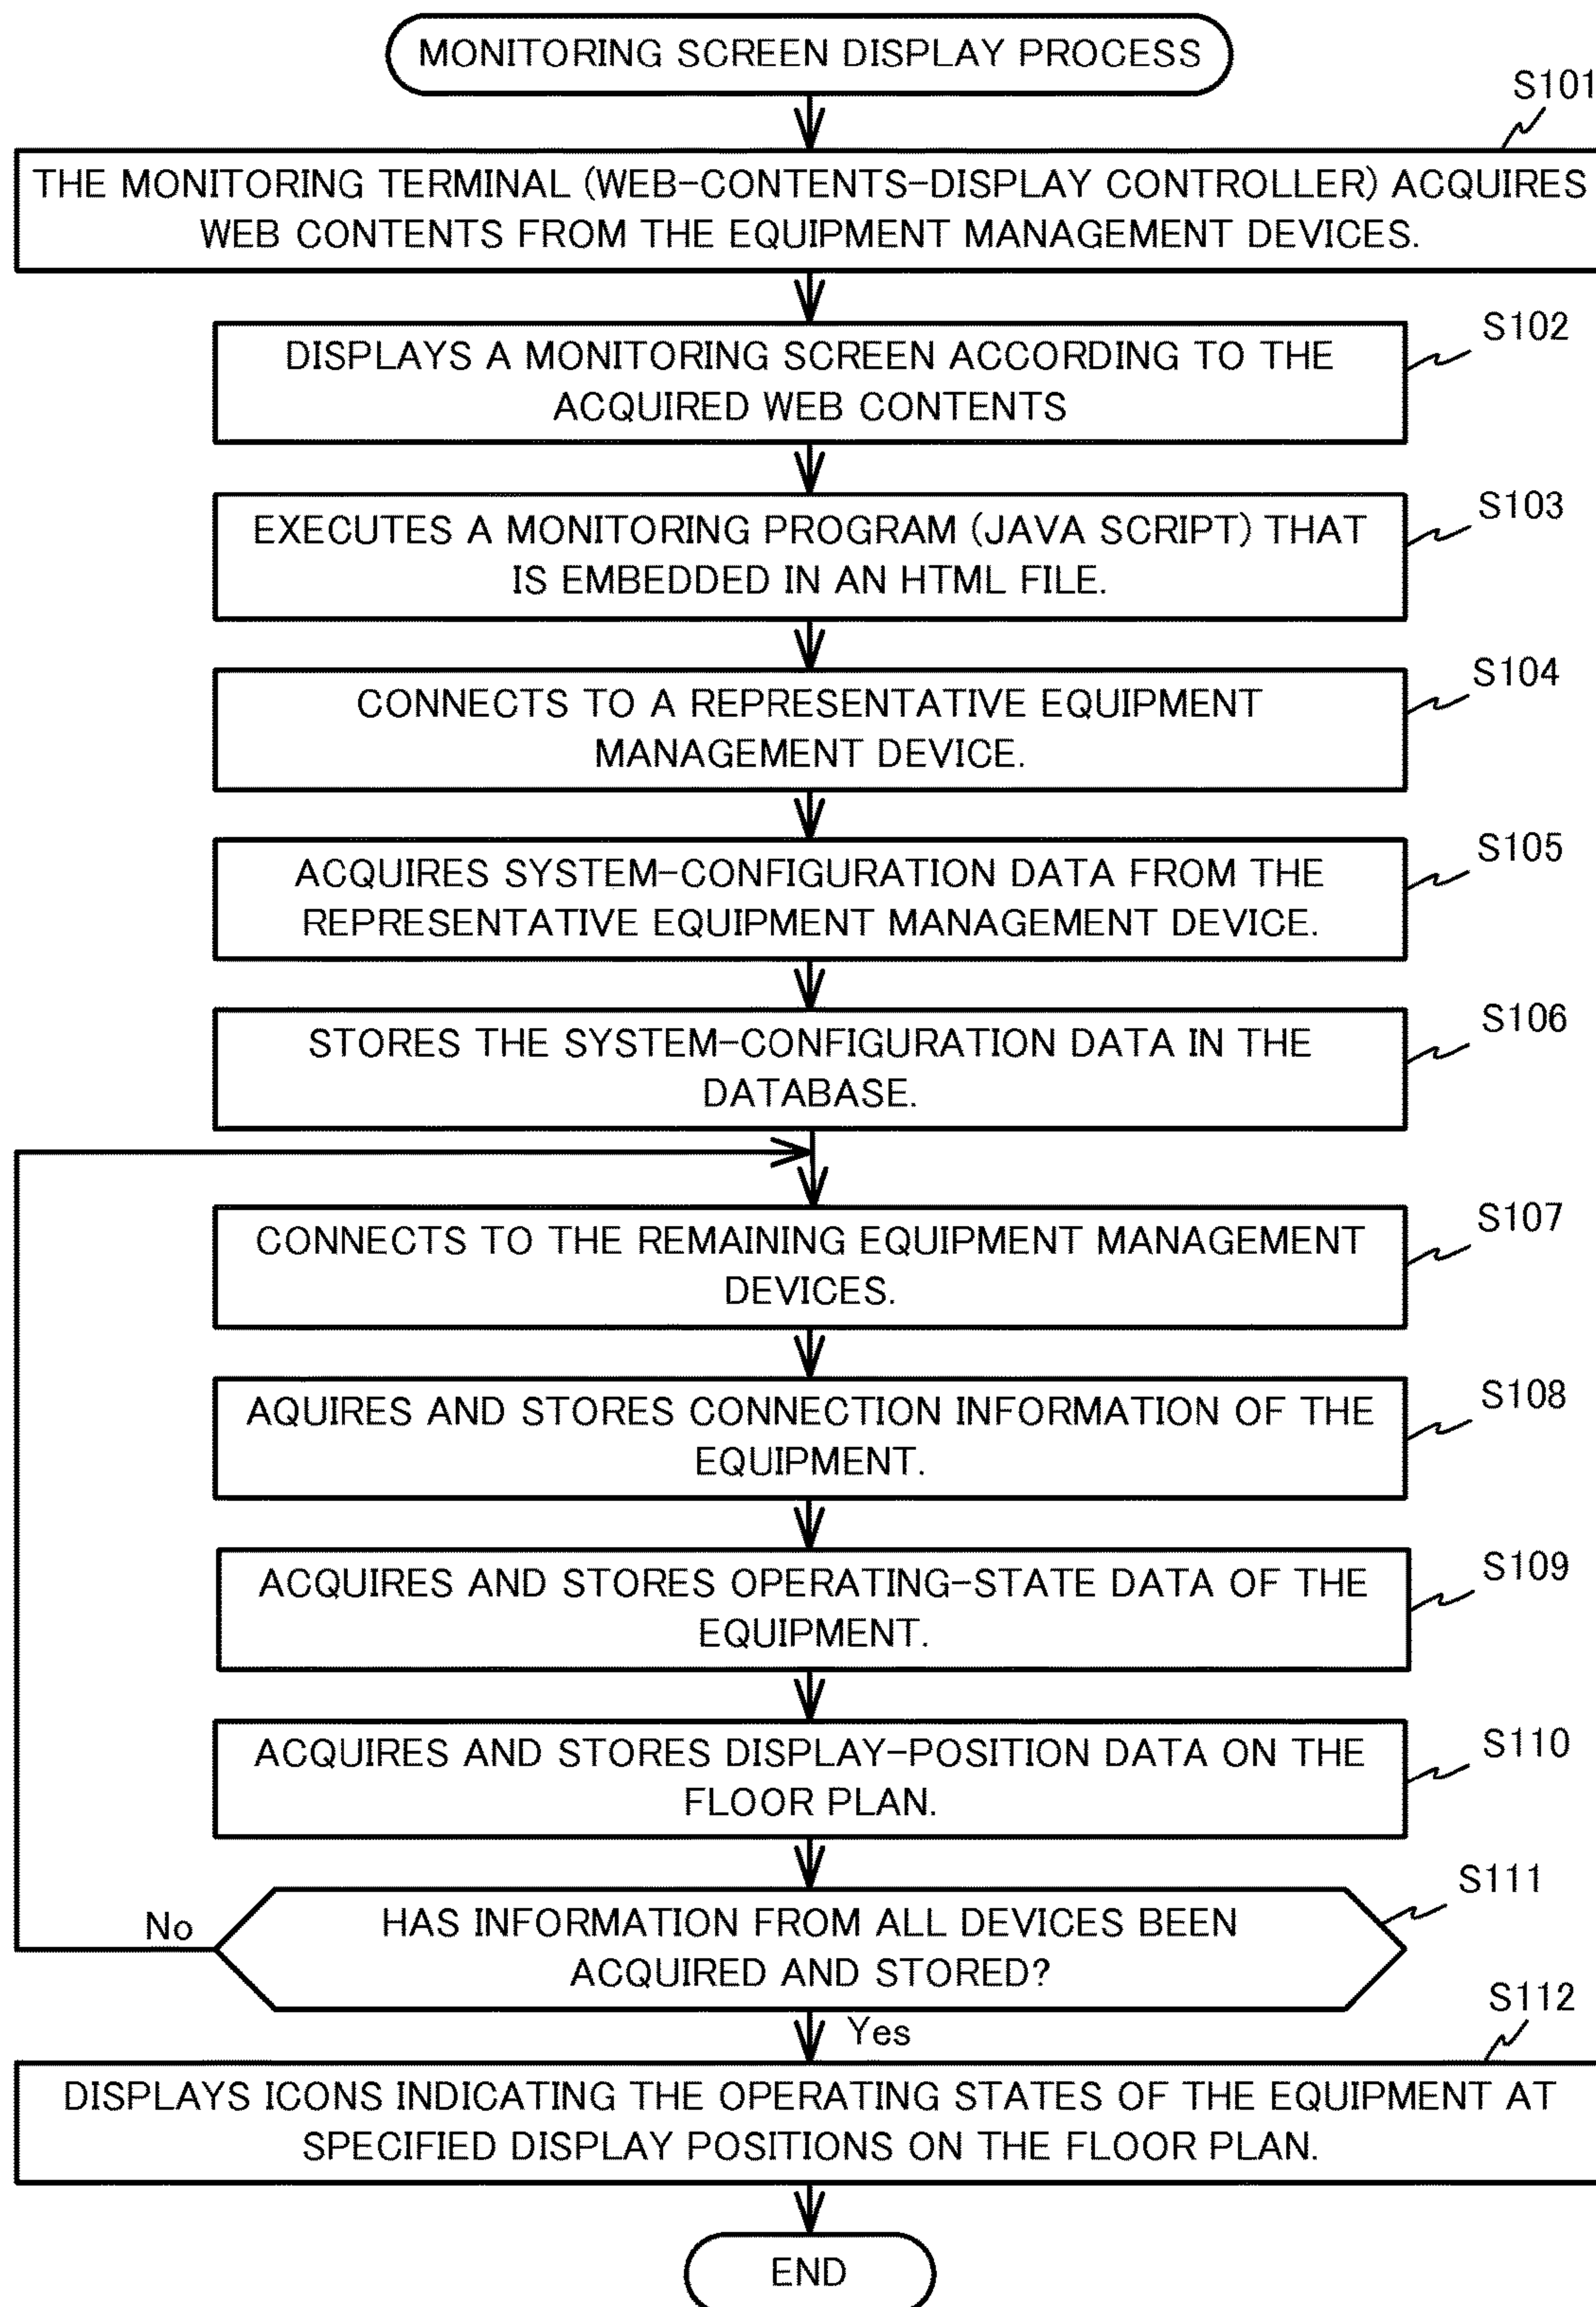 MONITORING SCREEN DISPLAY PROCESS
S101
THE MONITORING TERMINAL (WEB-CONTENTS-DISPLAY CONTROLLER) ACQUIRES
WEB CONTENTS FROM THE EQUIPMENT MANAGEMENT DEVICES.
S102
DISPLAYS A MONITORING SCREEN ACCORDING TO THE
ACQUIRED WEB CONTENTS
S103
EXECUTES A MONITORING PROGRAM (JAVA SCRIPT) THAT
IS EMBEDDED IN AN HTML FILE.
S104
CONNECTS TO A REPRESENTATIVE EQUIPMENT
MANAGEMENT DEVICE.
S105
ACQUIRES SYSTEM-CONFIGURATION DATA FROM THE
REPRESENTATIVE EQUIPMENT MANAGEMENT DEVICE.
S106
STORES THE SYSTEM-CONFIGURATION DATA IN THE
DATABASE.
S107
CONNECTS TO THE REMAINING EQUIPMENT MANAGEMENT
DEVICES.
S108
AQUIRES AND STORES CONNECTION INFORMATION OF THE
EQUIPMENT.
S109
ACQUIRES AND STORES OPERATING-STATE DATA OF THE
EQUIPMENT.
S110
ACQUIRES AND STORES DISPLAY-POSITION DATA ON THE
FLOOR PLAN.
S111
No
HAS INFORMATION FROM ALL DEVICES BEEN
ACQUIRED AND STORED?
S112
Yes
DISPLAYS ICONS INDICATING THE OPERATING STATES OF THE EQUIPMENT AT
SPECIFIED DISPLAY POSITIONS ON THE FLOOR PLAN.
END